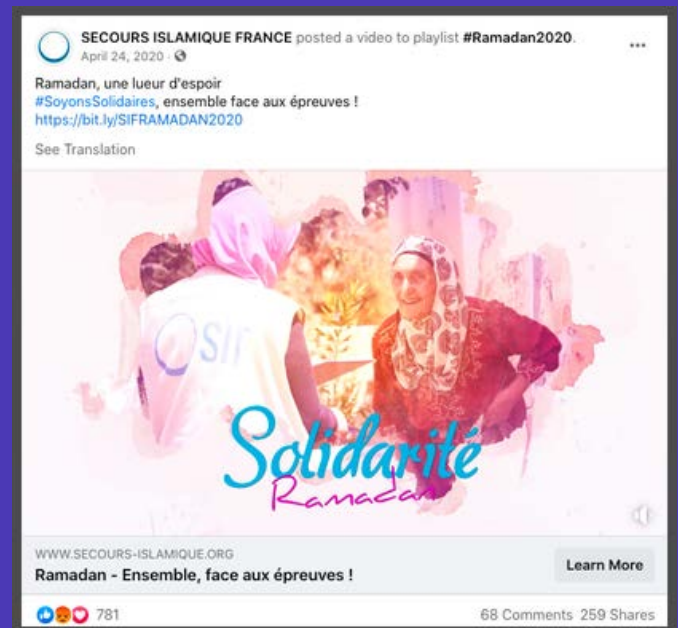 SECOURS ISLAMIQUE FRANCE posted a video to playlist #Ramadan2020.
April 24, 2020 ·
Ramadan, une lueur d'espoir
#SoyonsSolidaires, ensemble face aux épreuves !
https://bit.ly/SIFRAMADAN2020
See Translation
SIF
Solidarité
Ramadan
WWW.SECOURS-ISLAMIQUE.ORG
Ramadan - Ensemble, face aux épreuves !
Learn More
781
68 Comments 259 Shares